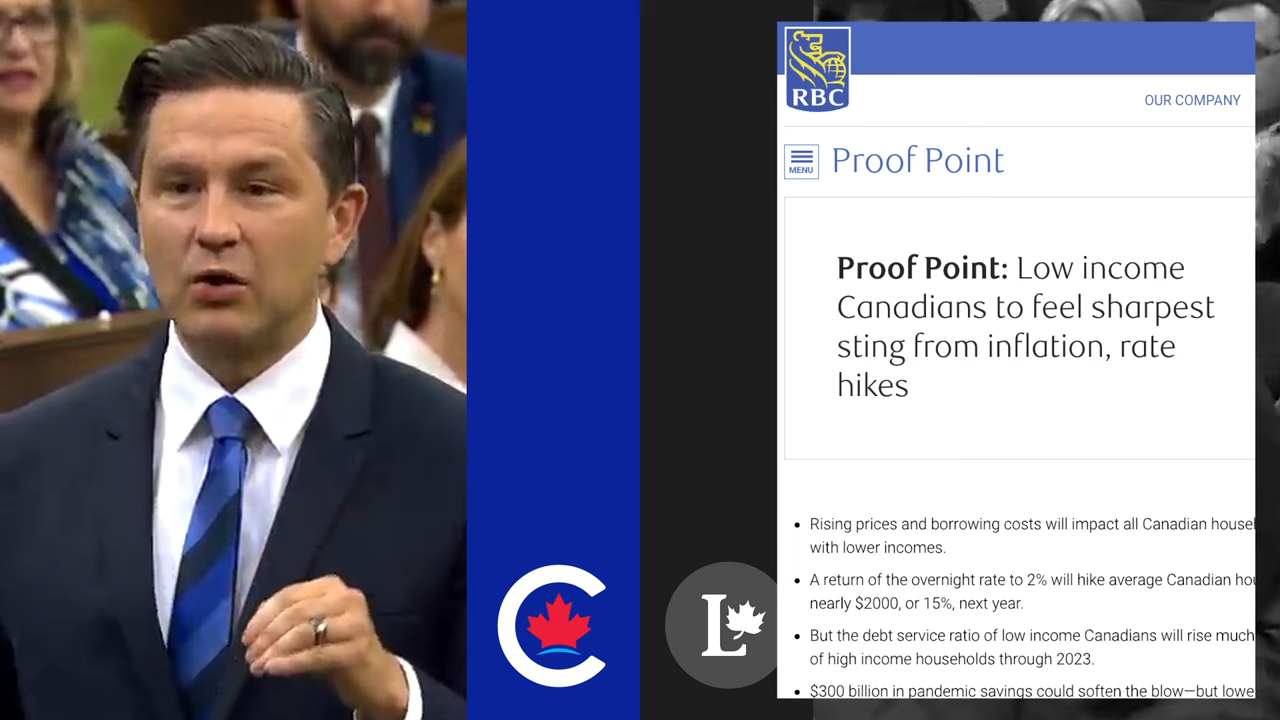 RBC
OUR COMPANY
MENU
Proof Point
Proof Point: Low income
Canadians to feel sharpest
sting from inflation, rate
hikes
Rising prices and borrowing costs will impact all Canadian
with lower incomes.
A return of the overnight rate to 2% will hike average Canadian
nearly $2000, or 15%, next year.
But the debt service ratio of low income Canadians will rise much
of high income households through 2023.
$300 billion in pandemic savings could soften the blow—but
C
L